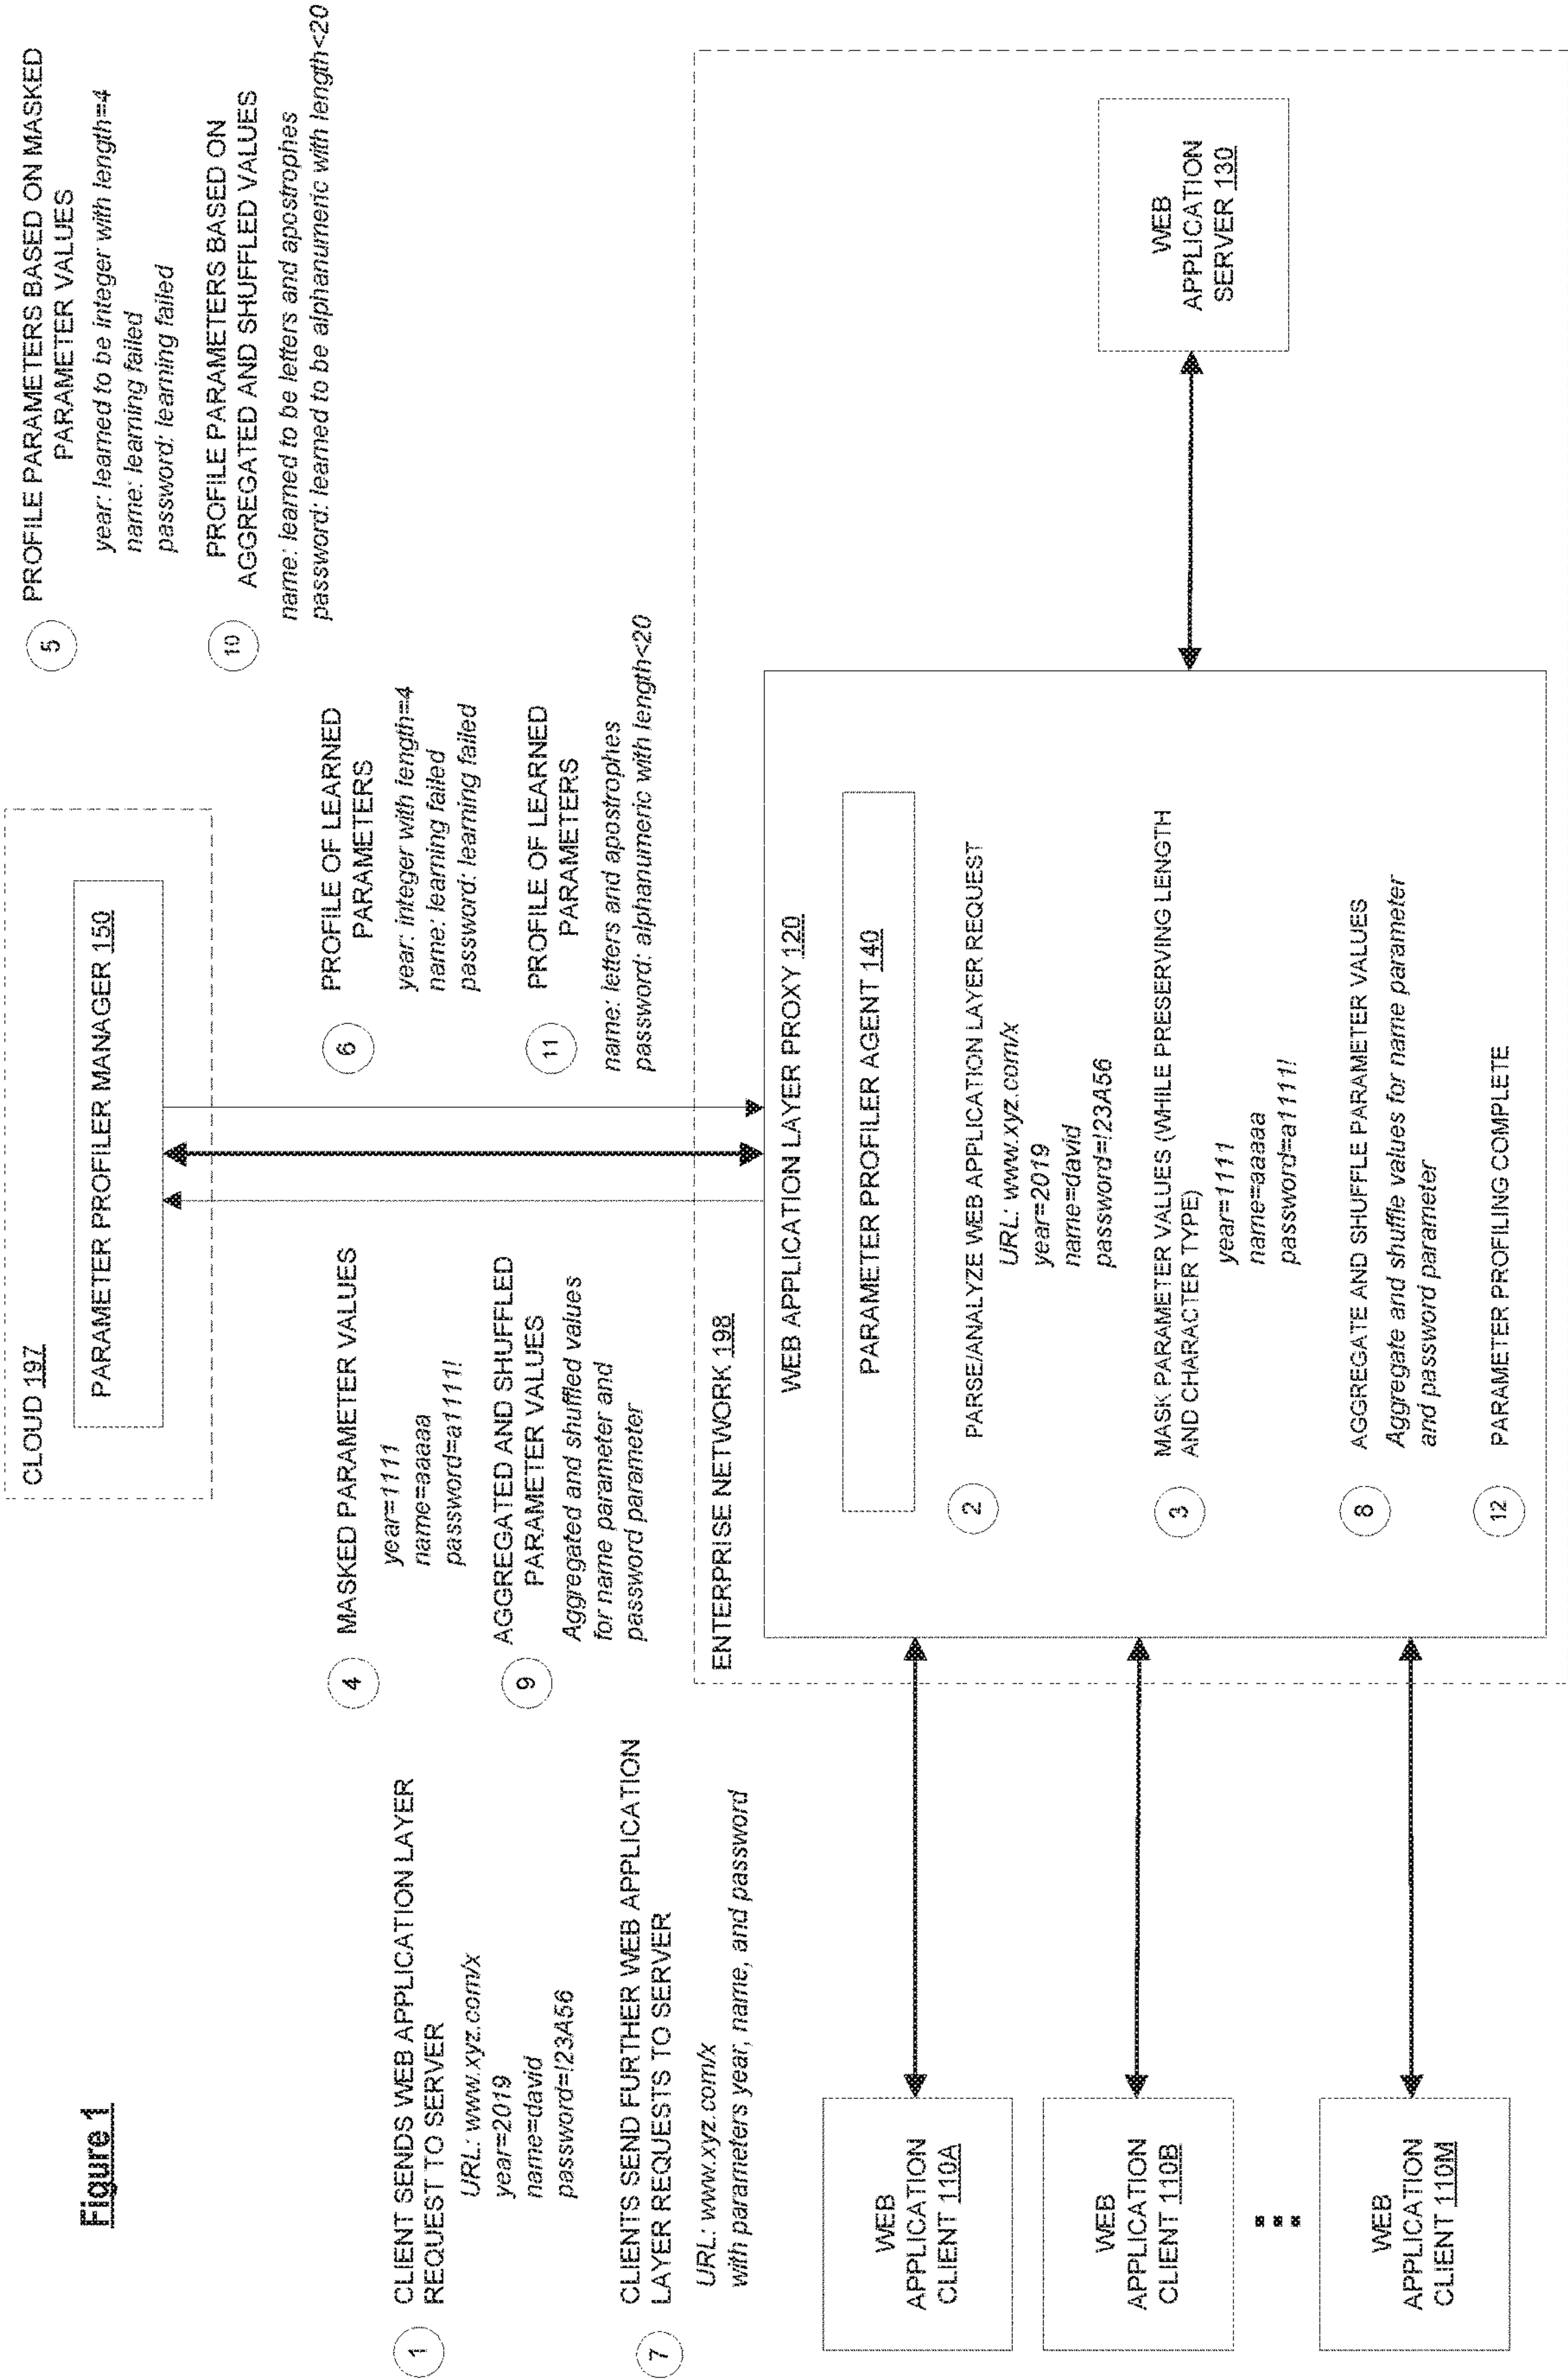 Figure 1
CLOUD 197
PARAMETER PROFILER MANAGER 150
1
CLIENT SENDS WEB APPLICATION LAYER
REQUEST TO SERVER
URL: www.xyz.com/x
year=2019
name=david
password=!23A56
7
CLIENTS SEND FURTHER WEB APPLICATION
LAYER REQUESTS TO SERVER
URL: www.xyz.com/x
with parameters year, name, and password
4
MASKED PARAMETER VALUES
year=1111
name=aaaaa
password=a1111!
9
AGGREGATED AND SHUFFLED
PARAMETER VALUES
Aggregated and shuffled values
for name parameter and
password parameter
6
PROFILE OF LEARNED
PARAMETERS
year: integer with length=4
name: learning failed
password: learning failed
11
PROFILE OF LEARNED
PARAMETERS
name: letters and apostrophes
password: alphanumeric with length<20
5
PROFILE PARAMETERS BASED ON MASKED
PARAMETER VALUES
year: learned to be integer with length=4
name: learning failed
password: learning failed
10
PROFILE PARAMETERS BASED ON
AGGREGATED AND SHUFFLED VALUES
name: learned to be letters and apostrophes
password: learned to be alphanumeric with length<20
ENTERPRISE NETWORK 198
WEB APPLICATION LAYER PROXY 120
PARAMETER PROFILER AGENT 140
2
PARSE/ANALYZE WEB APPLICATION LAYER REQUEST
URL: www.xyz.com/x
year=2019
name=david
password=!23A56
3
MASK PARAMETER VALUES (WHILE PRESERVING LENGTH
AND CHARACTER TYPE)
year=1111
name=aaaaa
password=a1111!
8
AGGREGATE AND SHUFFLE PARAMETER VALUES
Aggregate and shuffle values for name parameter
and password parameter
12
PARAMETER PROFILING COMPLETE
WEB
APPLICATION
CLIENT 110A
WEB
APPLICATION
CLIENT 110B
WEB
APPLICATION
CLIENT 110M
WEB
APPLICATION
SERVER 130